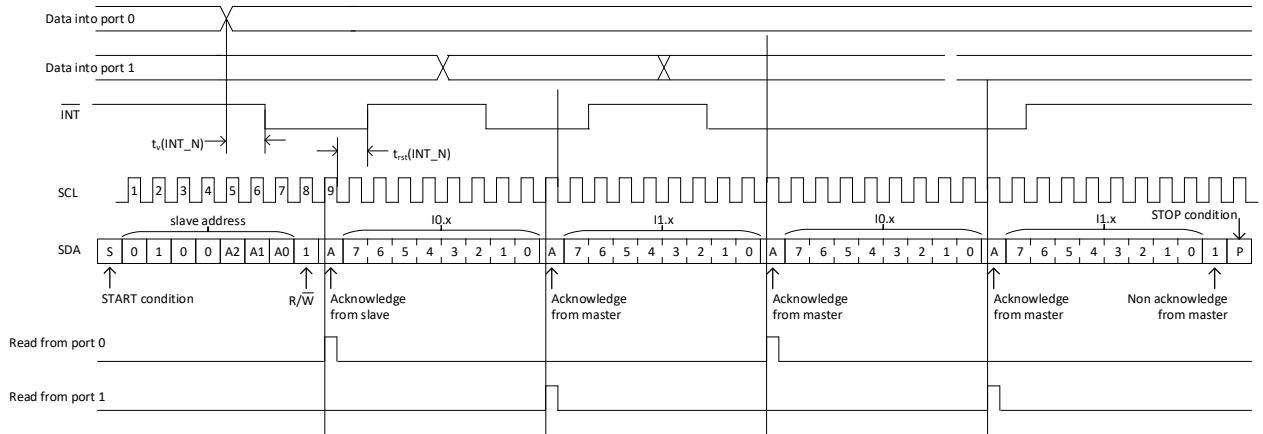 Data into port 0
Data into port 1
INT
tv(INT_N)
trst(INT_N)
SCL
1 2 3 4 5 6 7 8 9
slave address
I0.x
I1.x
I0.x
I1.x
STOP condition
SDA
S 0 1 0 0 A2 A1 A0 1 A 7 6 5 4 3 2 1 0 A 7 6 5 4 3 2 1 0 A 7 6 5 4 3 2 1 0 A 7 6 5 4 3 2 1 0 1 P
START condition
R/W
Acknowledge
from slave
Acknowledge
from master
Acknowledge
from master
Acknowledge
from master
Non acknowledge
from master
Read from port 0
Read from port 1